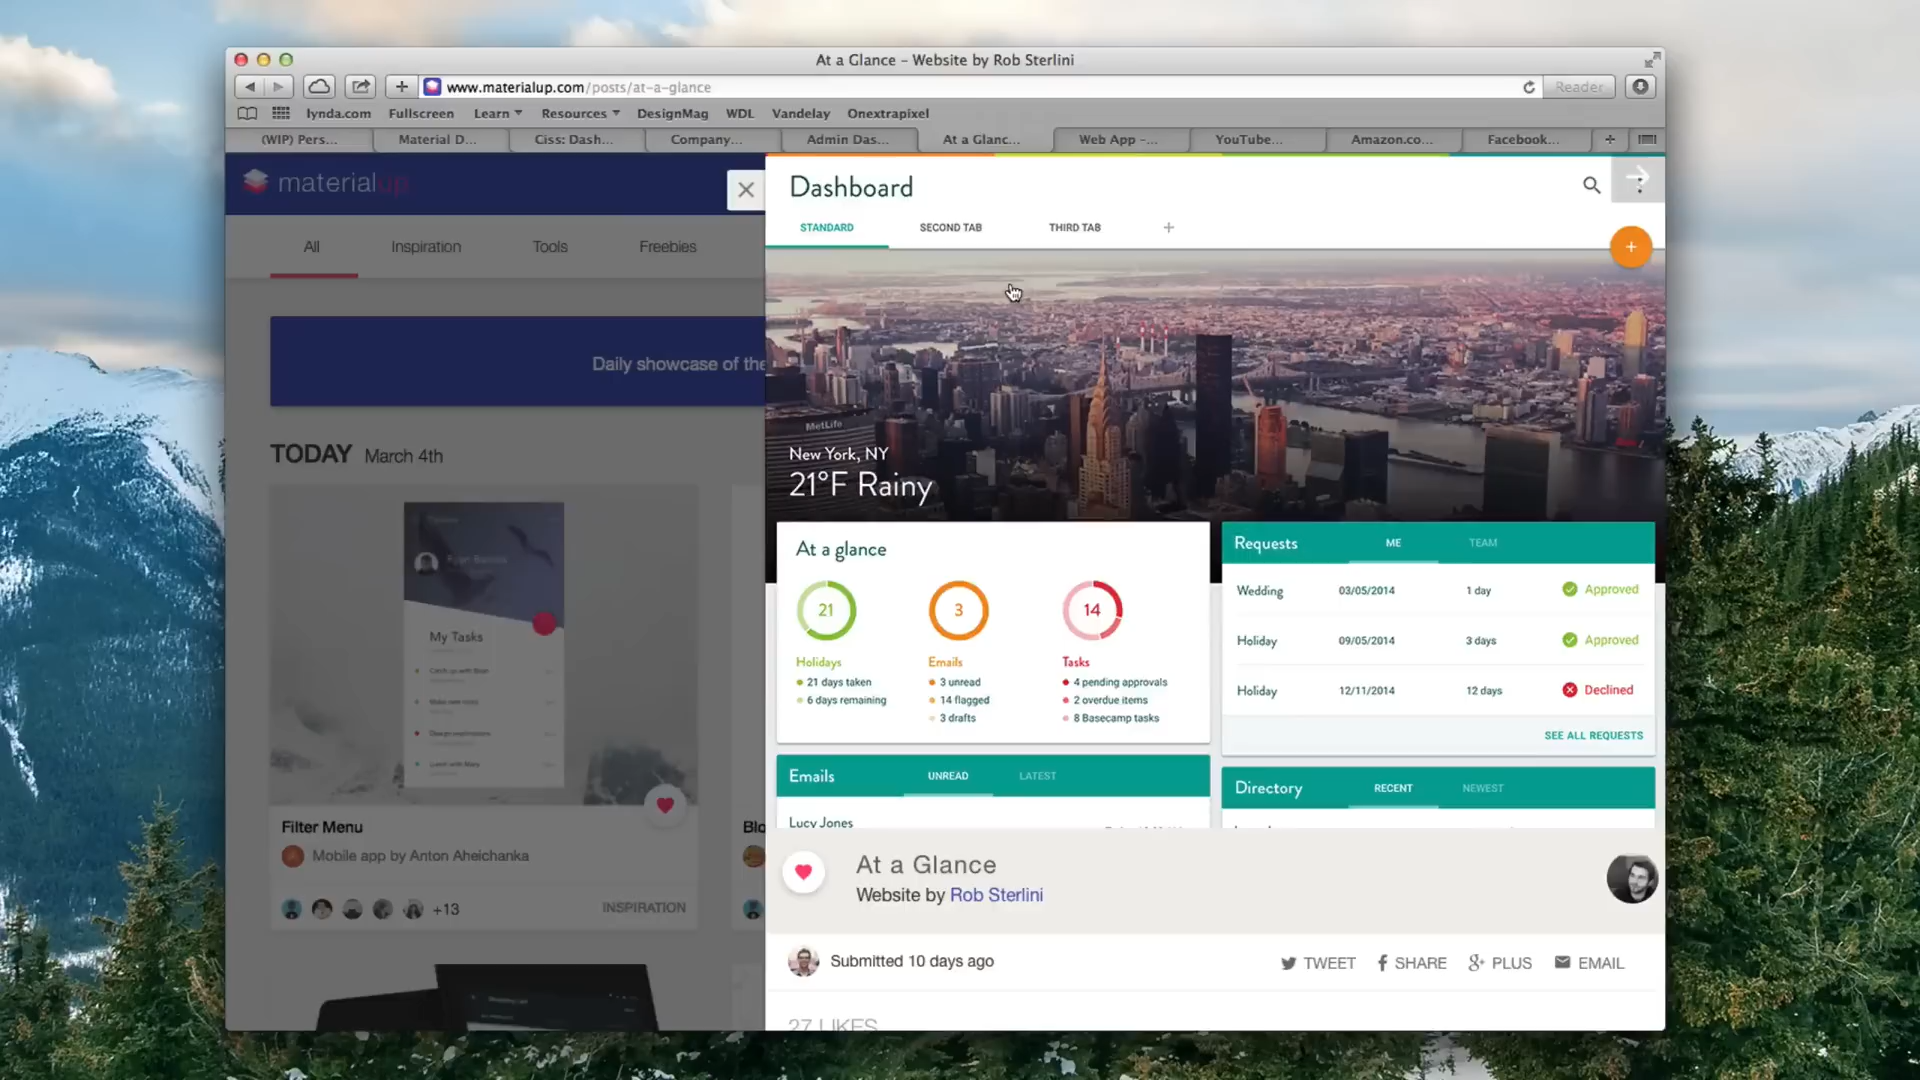 At a Glance – Website by Rob Sterlini
www.materialup.com/posts/at-a-glance
Reader
lynda.com Fullscreen Learn Resources DesignMag WDL Vandelay Onextrapixel
(WIP) Pers... Material D... Ciss: Dash... Company... Admin Das... At a Glanc... Web App –... YouTube... Amazon.co... Facebook...
materialup
All Inspiration Tools Freebies
Daily showcase of the
TODAY March 4th
My Tasks
Filter Menu
Mobile app by Anton Aheichanka
+13 INSPIRATION
Blo
Dashboard
STANDARD SECOND TAB THIRD TAB +
+
MetLife
New York, NY
21°F Rainy
At a glance
21 3 14
Holidays Emails Tasks
21 days taken 3 unread 4 pending approvals
6 days remaining 14 flagged 2 overdue items
3 drafts 8 Basecamp tasks
Requests ME TEAM
Wedding 03/05/2014 1 day Approved
Holiday 09/05/2014 3 days Approved
Holiday 12/11/2014 12 days Declined
SEE ALL REQUESTS
Emails UNREAD LATEST
Lucy Jones
Directory RECENT NEWEST
At a Glance
Website by Rob Sterlini
Submitted 10 days ago
TWEET SHARE PLUS EMAIL
27 LIKES